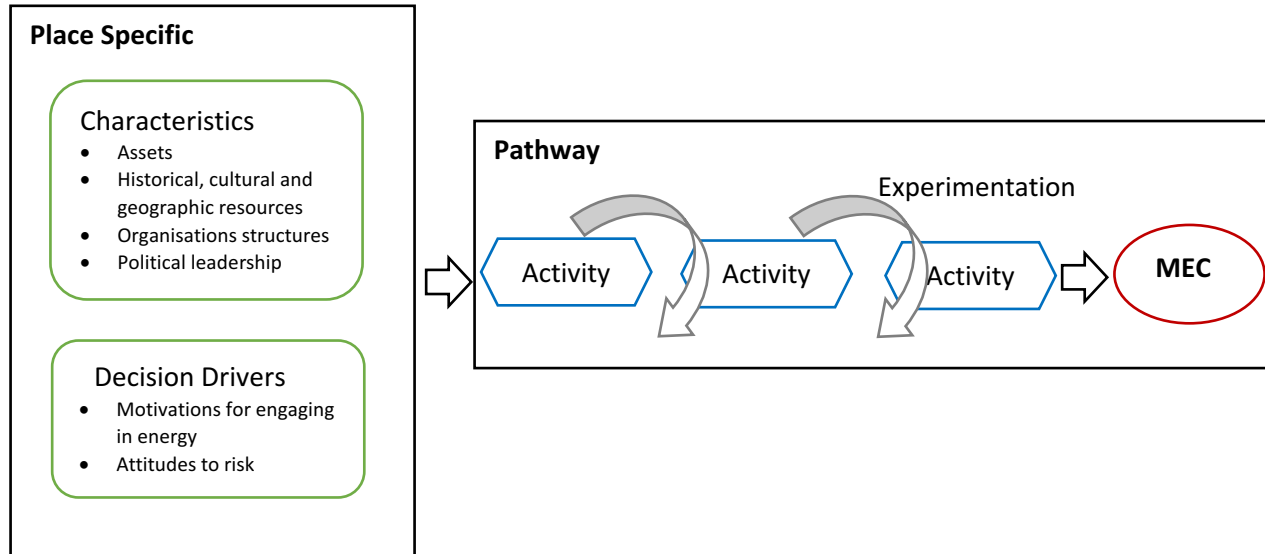 Place Specific
Characteristics
• Assets
• Historical, cultural and
geographic resources
• Organisations structures
• Political leadership
Decision Drivers
• Motivations for engaging
in energy
• Attitudes to risk
Pathway
Experimentation
Activity
Activity
Activity
MEC